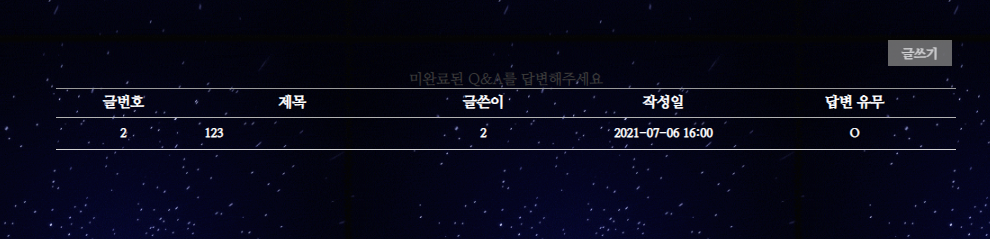 글쓰기
미완료된 Q&A를 답변해주세요
글번호 제목 글쓴이 작성일 답변 유무
2 123 2 2021-07-06 16:00 O